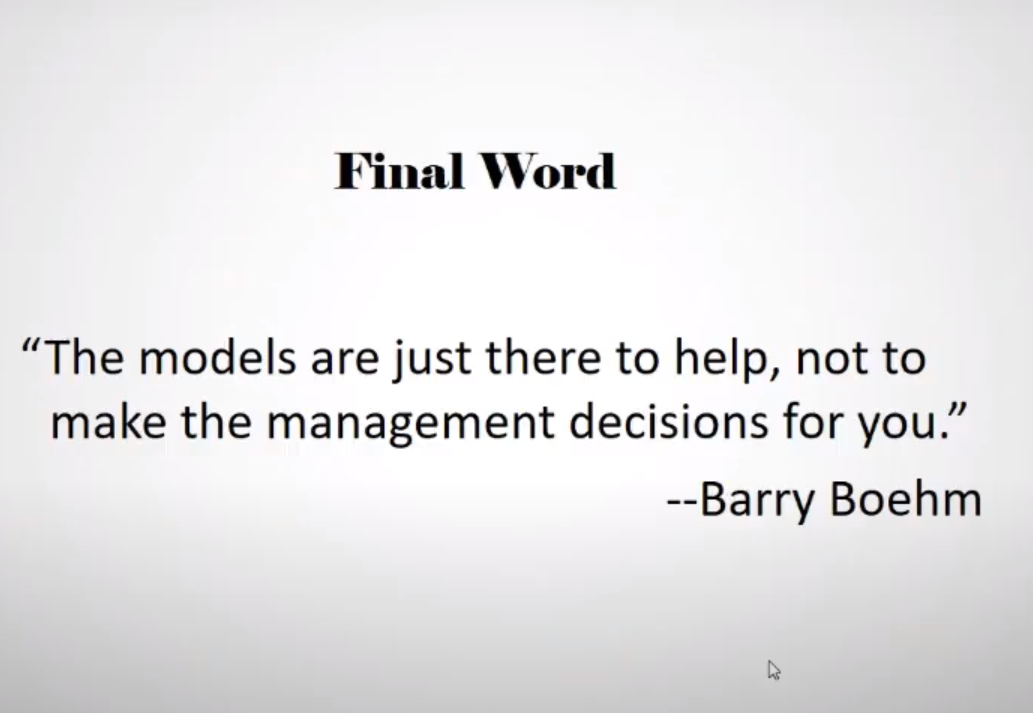 Final Word
“The models are just there to help, not to
make the management decisions for you.”
--Barry Boehm